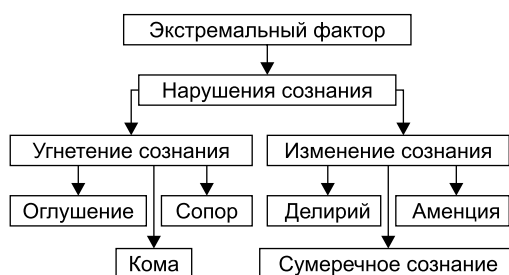 Экстремальный фактор
Нарушения сознания
Угнетение сознания
Изменение сознания
Оглушение
Сопор
Делирий
Аменция
Кома
Сумеречное сознание